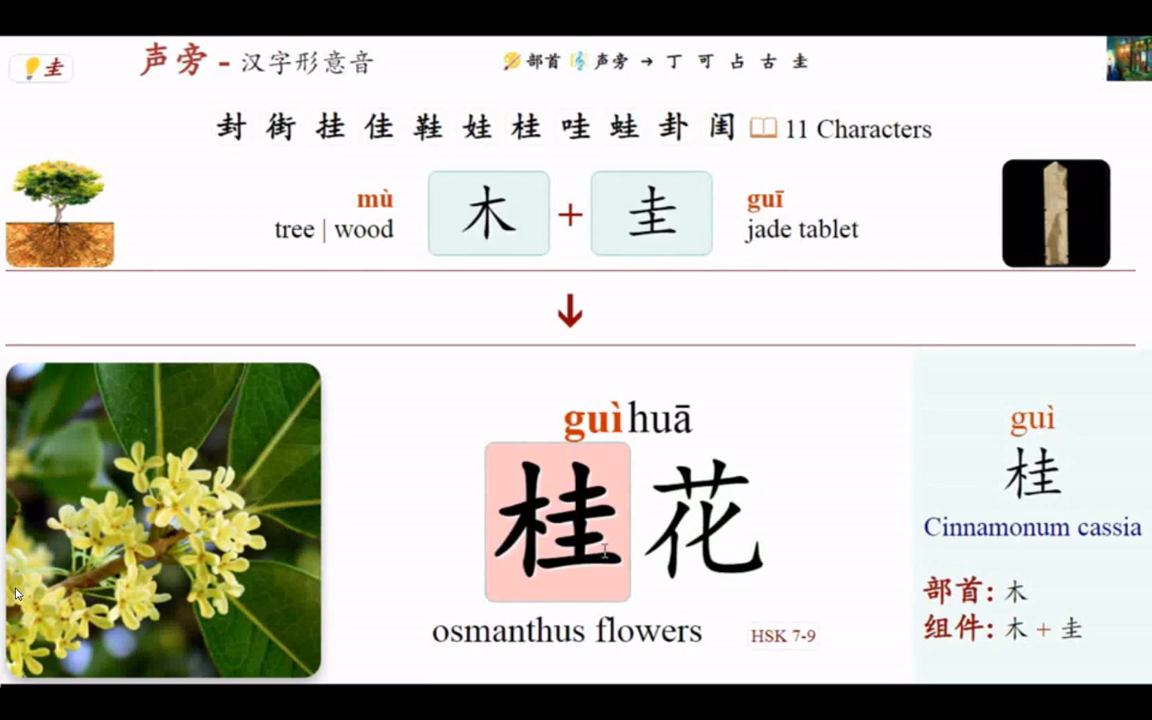 圭
声旁 - 汉字形意音
部首 声旁 → 丁 可 占 古 圭
封 街 挂 佳 鞋 娃 桂 哇 蛙 卦 闺 11 Characters
mù
tree | wood
木 + 圭
guī
jade tablet
↓
guìhuā
桂花
osmanthus flowers
HSK 7-9
guì
桂
Cinnamonum cassia
部首: 木
组件: 木 + 圭